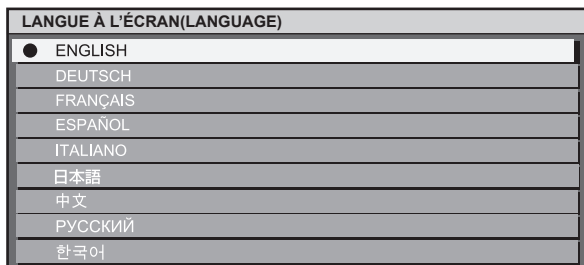 LANGUE À L'ÉCRAN(LANGUAGE)
ENGLISH
DEUTSCH
FRANÇAIS
ESPAÑOL
ITALIANO
日本語
中文
РУССКИЙ
한국어